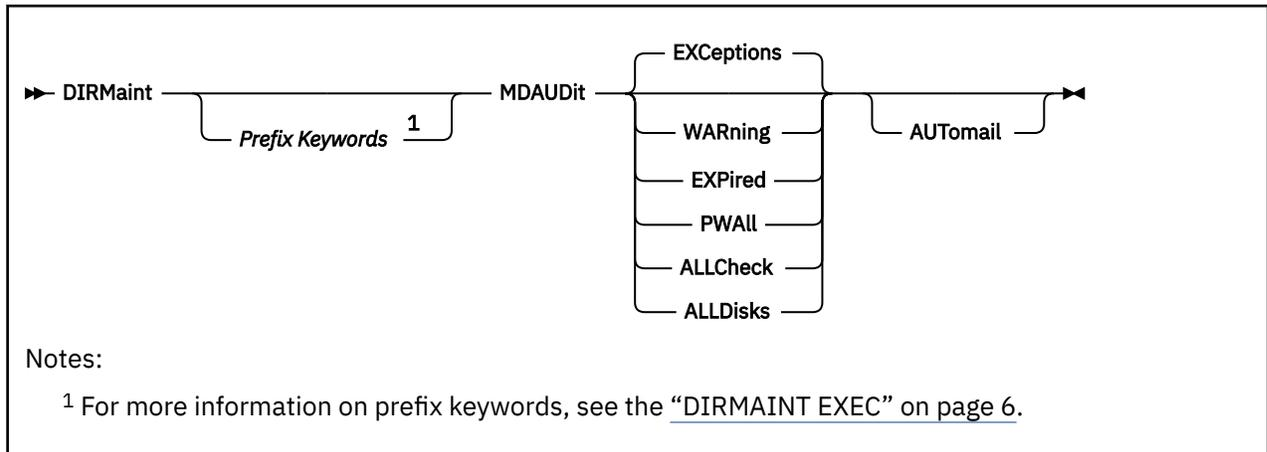 EXCeptions
DIRMaint MDAUDit
Prefix Keywords 1
WARning
AUTomail
EXPired
PWAll
ALLCheck
ALLDisks
Notes:
1 For more information on prefix keywords, see the “DIRMAINT EXEC” on page 6.